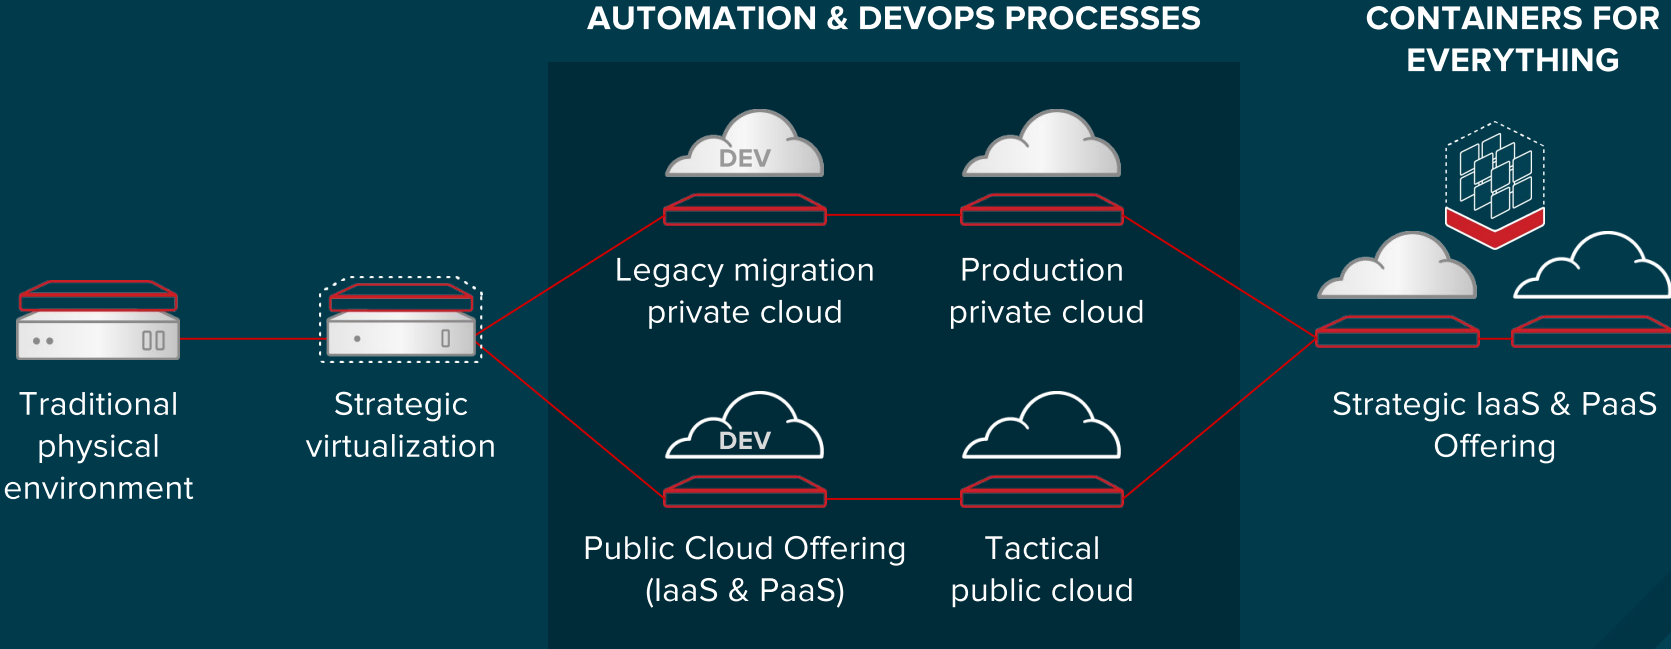 AUTOMATION & DEVOPS PROCESSES
CONTAINERS FOR
EVERYTHING
DEV
Legacy migration
private cloud
Production
private cloud
Traditional
physical
environment
Strategic
virtualization
DEV
Public Cloud Offering
(IaaS & PaaS)
Tactical
public cloud
Strategic IaaS & PaaS
Offering